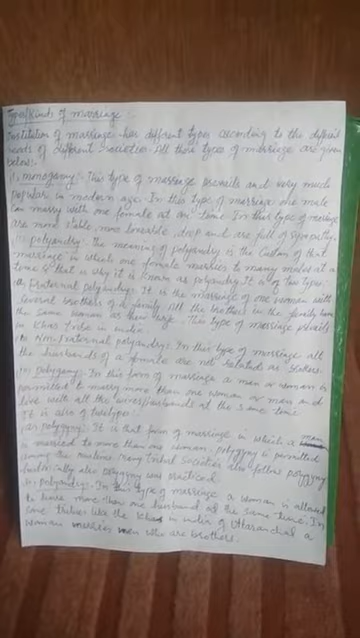 Types/kinds of marriage :-
Institution of marriage has diffrent types according to the diffrent
needs of diffrent societies. All those types of marriage are given
below:-
monogamy: This type of marriage prevails and very much
popular in modern age. In this type of marriage one male
can marry with one female at one time. In this type of marriage
are more stable, more loveable, deep and are full of sympathy.
polyandry: the meaning of polyandry is the custom of that
marriage in which one female marries to many males at a
time & that is why it is known as polyandry. It is of two types:
fraternal polyandry: It is the marriage of one woman with
several brothers of a family. All the brothers in the family have
the same woman as their wife. This type of marriage prevails
in Khas tribe in india
Non-fraternal polyandry: In this type of marriage all
the husbands of a female are not related as brothers.
polygamy: In this form of marriage a man or woman is
permitted to marry more than one woman or man and
live with all the wives/husbands at the same time
It is also of two types:
polygyny: It is that form of marriage in which a man
is married to more than one woman. polygyny is permitted
among the muslims many tribal societies also follow polygyny
also polygyny was practiced
polyandry: In this type of marriage a woman is allowed
to have more than one husband at the same time. In
some tribes like the Khas in india of Uttaranchal a
woman marries men who are brothers.